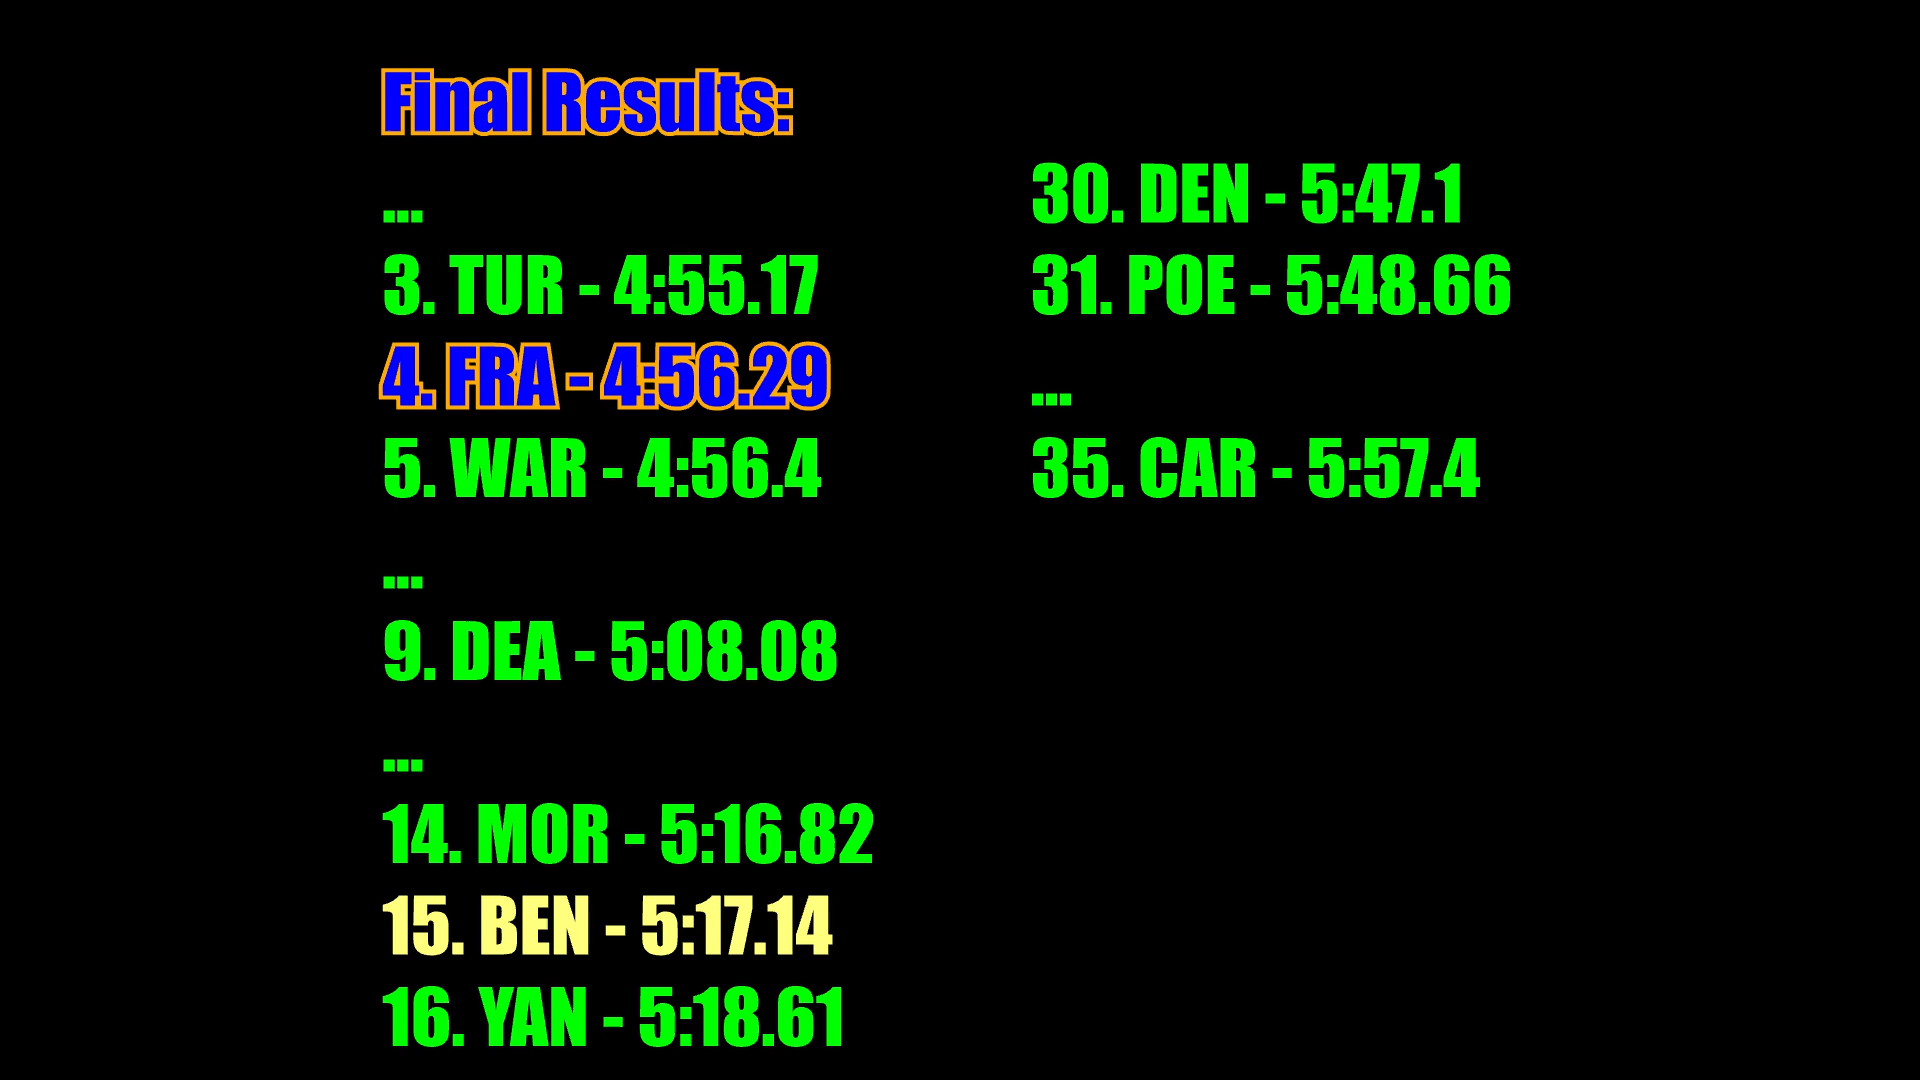 Final Results:
...
3. TUR - 4:55.17
4. FRA - 4:56.29
5. WAR - 4:56.4
...
9. DEA - 5:08.08
...
14. MOR - 5:16.82
15. BEN - 5:17.14
16. YAN - 5:18.61
30. DEN - 5:47.1
31. POE - 5:48.66
...
35. CAR - 5:57.4